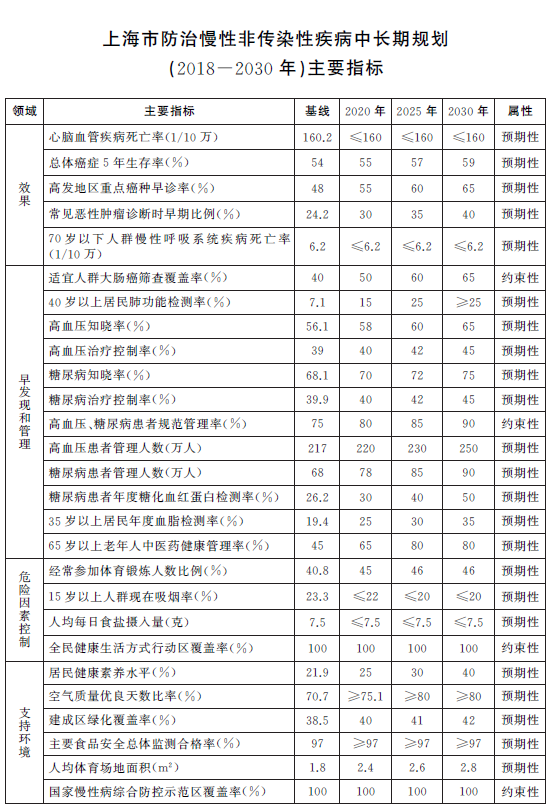 上海市防治慢性非传染性疾病中长期规划
(2018—2030 年)主要指标
领域 主要指标 基线 2020 年 2025 年 2030 年 属性
效果
心脑血管疾病死亡率(1/10 万) 160.2 ≤160 ≤160 ≤160 预期性
总体癌症 5 年生存率(%) 54 55 57 59 预期性
高发地区重点癌种早诊率(%) 48 55 60 65 预期性
常见恶性肿瘤诊断时早期比例(%) 24.2 30 35 40 预期性
70 岁以下人群慢性呼吸系统疾病死亡率
(1/10 万) 6.2 ≤6.2 ≤6.2 ≤6.2 预期性
早发现和管理
适宜人群大肠癌筛查覆盖率(%) 40 50 60 65 约束性
40 岁以上居民肺功能检测率(%) 7.1 15 25 ≥25 预期性
高血压知晓率(%) 56.1 58 60 65 预期性
高血压治疗控制率(%) 39 40 42 45 预期性
糖尿病知晓率(%) 68.1 70 72 75 预期性
糖尿病治疗控制率(%) 39.9 40 42 45 预期性
高血压、糖尿病患者规范管理率(%) 75 80 85 90 约束性
高血压患者管理人数(万人) 217 220 230 250 预期性
糖尿病患者管理人数(万人) 68 78 85 90 预期性
糖尿病患者年度糖化血红蛋白检测率(%) 26.2 30 40 50 预期性
35 岁以上居民年度血脂检测率(%) 19.4 25 30 35 预期性
65 岁以上老年人中医药健康管理率(%) 45 65 80 80 预期性
危险因素控制
经常参加体育锻炼人数比例(%) 40.8 45 46 46 预期性
15 岁以上人群现在吸烟率(%) 23.3 ≤22 ≤20 ≤20 预期性
人均每日食盐摄入量(克) 7.5 ≤7.5 ≤7.5 ≤7.5 预期性
全民健康生活方式行动区覆盖率(%) 100 100 100 100 约束性
支持环境
居民健康素养水平(%) 21.9 25 30 40 预期性
空气质量优良天数比率(%) 70.7 ≥75.1 ≥80 ≥80 预期性
建成区绿化覆盖率(%) 38.5 40 41 42 预期性
主要食品安全总体监测合格率(%) 97 ≥97 ≥97 ≥97 预期性
人均体育场地面积(m²) 1.8 2.4 2.6 2.8 预期性
国家慢性病综合防控示范区覆盖率(%) 100 100 100 100 约束性